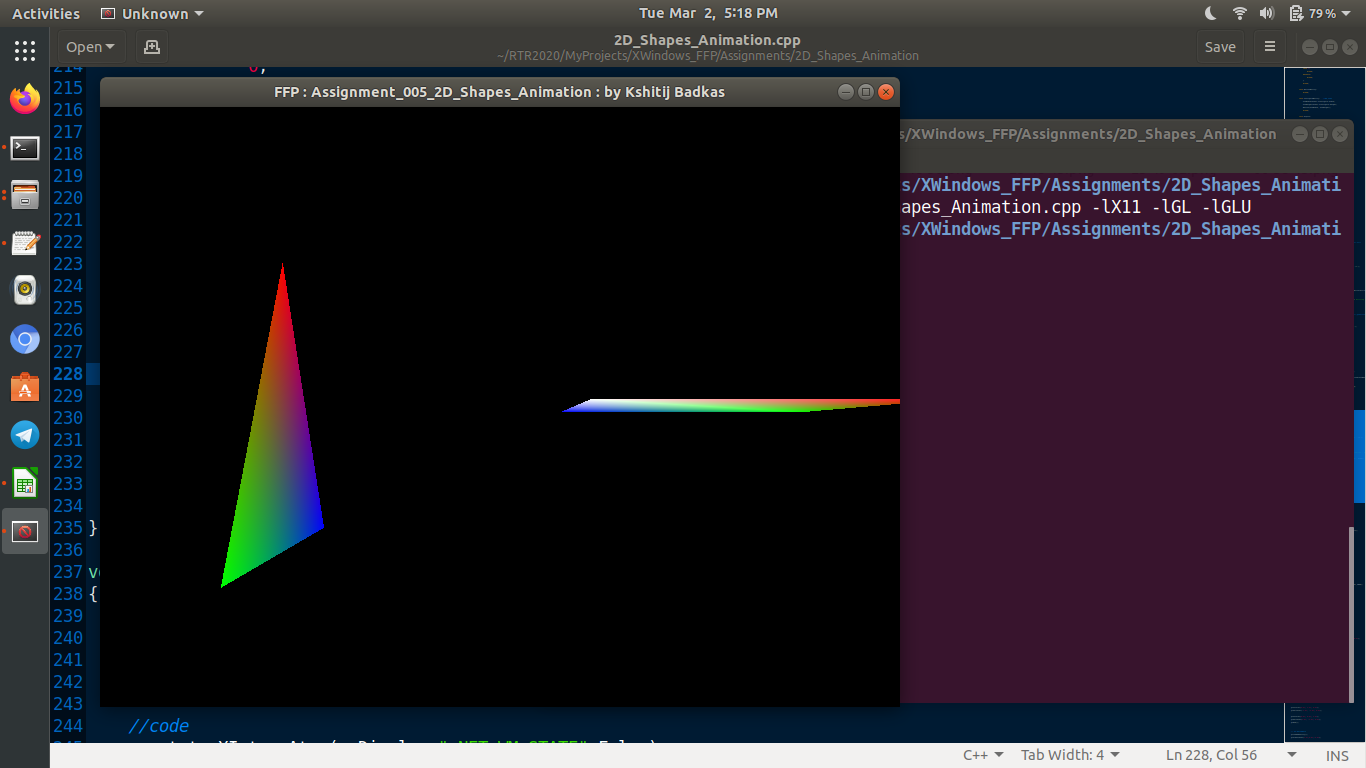 Activities Unknown Tue Mar 2, 5:18 PM 79%
Open 2D_Shapes_Animation.cpp Save
~/RTR2020/MyProjects/XWindows_FFP/Assignments/2D_Shapes_Animation
214
215
FFP : Assignment_005_2D_Shapes_Animation : by Kshitij Badkas
216
217 s/XWindows_FFP/Assignments/2D_Shapes_Animation
218
219 s/XWindows_FFP/Assignments/2D_Shapes_Animati
220 apes_Animation.cpp -lX11 -lGL -lGLU
221 s/XWindows_FFP/Assignments/2D_Shapes_Animati
222
223
224
225
226
227
228
229
230
231
232
233
234
235 }
236
237
238 {
239
240
241
242
243
244 //code
C++ Tab Width: 4 Ln 228, Col 56 INS